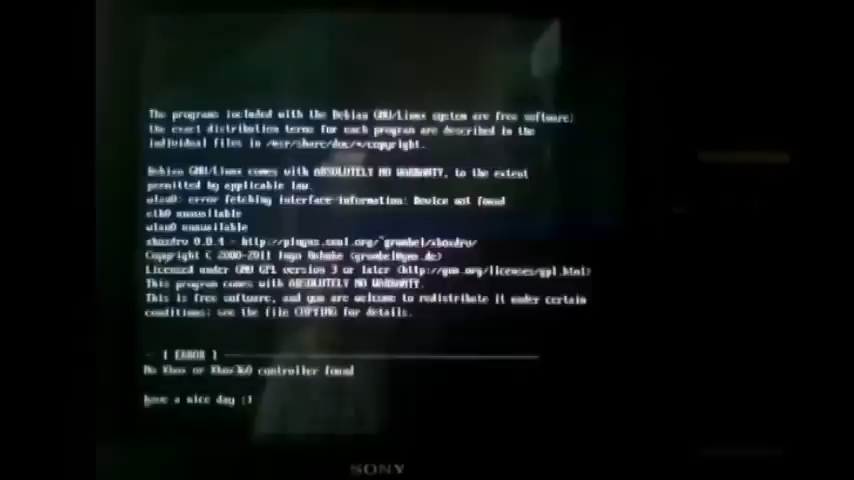 The programs included with the Debian GNU/Linux system are free software;
the exact distribution terms for each program are described in the
individual files in /usr/share/doc/*/copyright.
Debian GNU/Linux comes with ABSOLUTELY NO WARRANTY, to the extent
permitted by applicable law.
wlan0: error fetching interface information: Device not found
eth0 unavailable
wlan0 unavailable
xboxdrv 0.8.4 - http://pingus.seul.org/~grumbel/xboxdrv/
Copyright © 2008-2011 Ingo Ruhnke <grumbel@gmx.de>
Licensed under GNU GPL version 3 or later <http://gnu.org/licenses/gpl.html>
This program comes with ABSOLUTELY NO WARRANTY.
This is free software, and you are welcome to redistribute it under certain
conditions; see the file COPYING for details.
-- [ ERROR ] ------------------------------------------------------
No Xbox or Xbox360 controller found
have a nice day :)
SONY